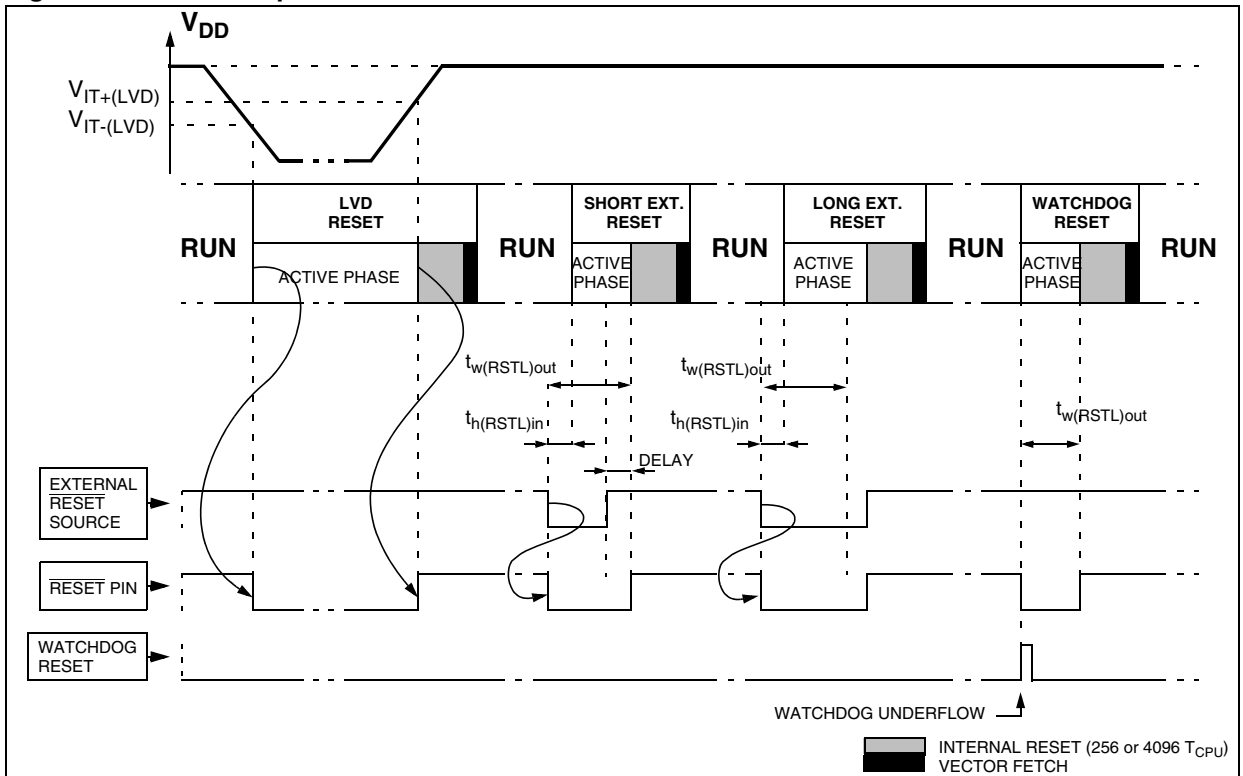 VDD
VIT+(LVD)
VIT-(LVD)
LVD
RESET
SHORT EXT.
RESET
LONG EXT.
RESET
WATCHDOG
RESET
RUN
RUN
RUN
RUN
RUN
ACTIVE PHASE
ACTIVE
PHASE
ACTIVE
PHASE
ACTIVE
PHASE
tw(RSTL)out
tw(RSTL)out
tw(RSTL)out
th(RSTL)in
th(RSTL)in
DELAY
EXTERNAL
RESET
SOURCE
RESET PIN
WATCHDOG
RESET
WATCHDOG UNDERFLOW
INTERNAL RESET (256 or 4096 TCPU)
VECTOR FETCH